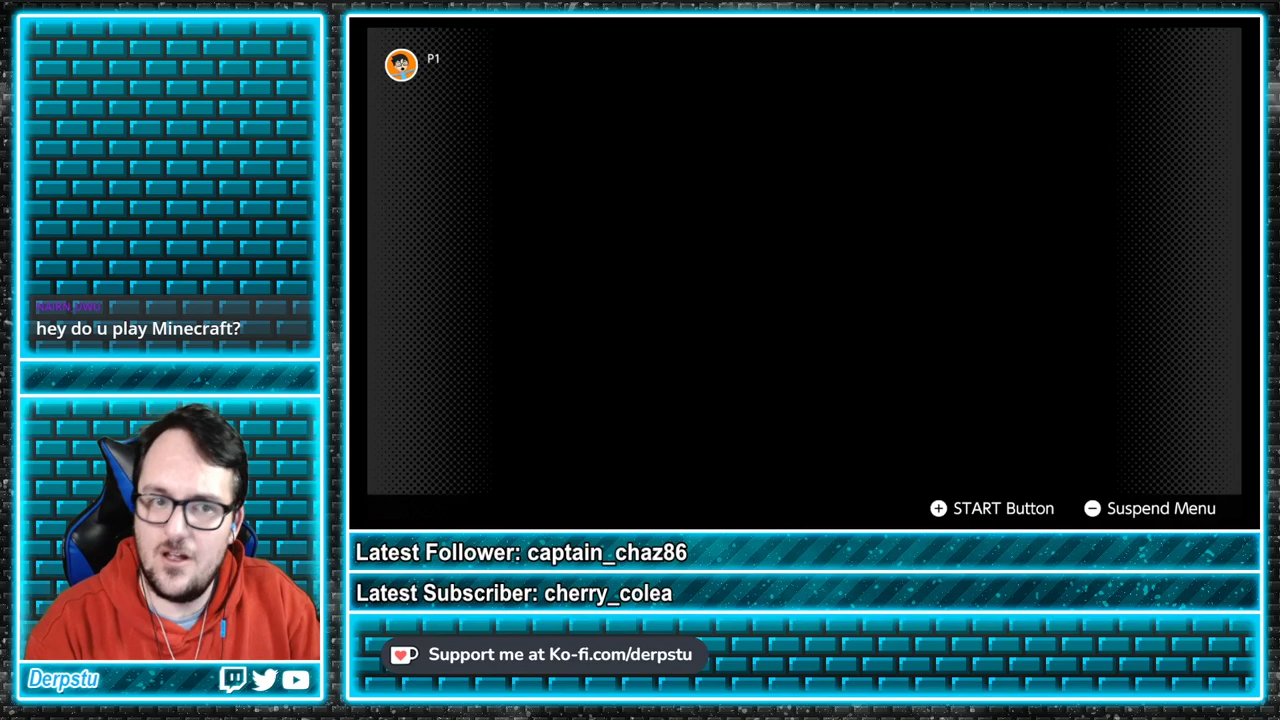 P1
NAIRN_UWU
hey do u play Minecraft?
START Button
Suspend Menu
Latest Follower: captain_chaz86
Latest Subscriber: cherry_colea
Support me at Ko-fi.com/derpstu
Derpstu